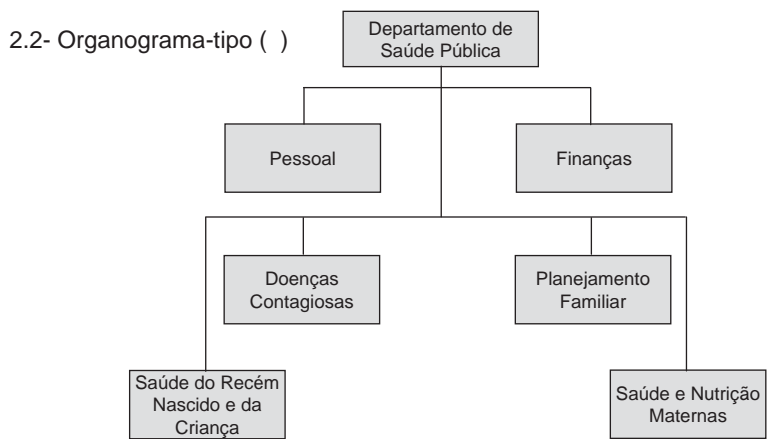 2.2- Organograma-tipo ( )
Departamento de
Saúde Pública
Pessoal
Finanças
Doenças
Contagiosas
Planejamento
Familiar
Saúde do Recém
Nascido e da
Criança
Saúde e Nutrição
Maternas